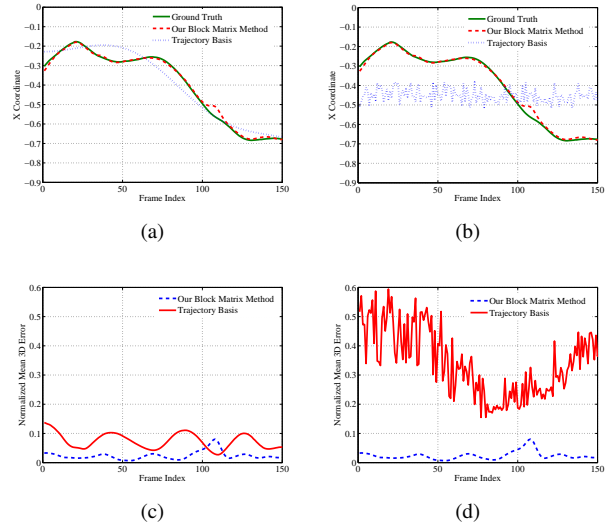 0
−0.1
−0.2
−0.3
−0.4
−0.5
−0.6
−0.7
−0.8
−0.9
X Coordinate
Ground Truth
Our Block Matrix Method
Trajectory Basis
0 50 100 150
Frame Index
(a)
0
−0.1
−0.2
−0.3
−0.4
−0.5
−0.6
−0.7
−0.8
−0.9
X Coordinate
Ground Truth
Our Block Matrix Method
Trajectory Basis
0 50 100 150
Frame Index
(b)
0.6
0.5
0.4
0.3
0.2
0.1
0
Normalized Mean 3D Error
Our Block Matrix Method
Trajectory Basis
0 50 100 150
Frame Index
(c)
0.6
0.5
0.4
0.3
0.2
0.1
0
Normalized Mean 3D Error
Our Block Matrix Method
Trajectory Basis
0 50 100 150
Frame Index
(d)